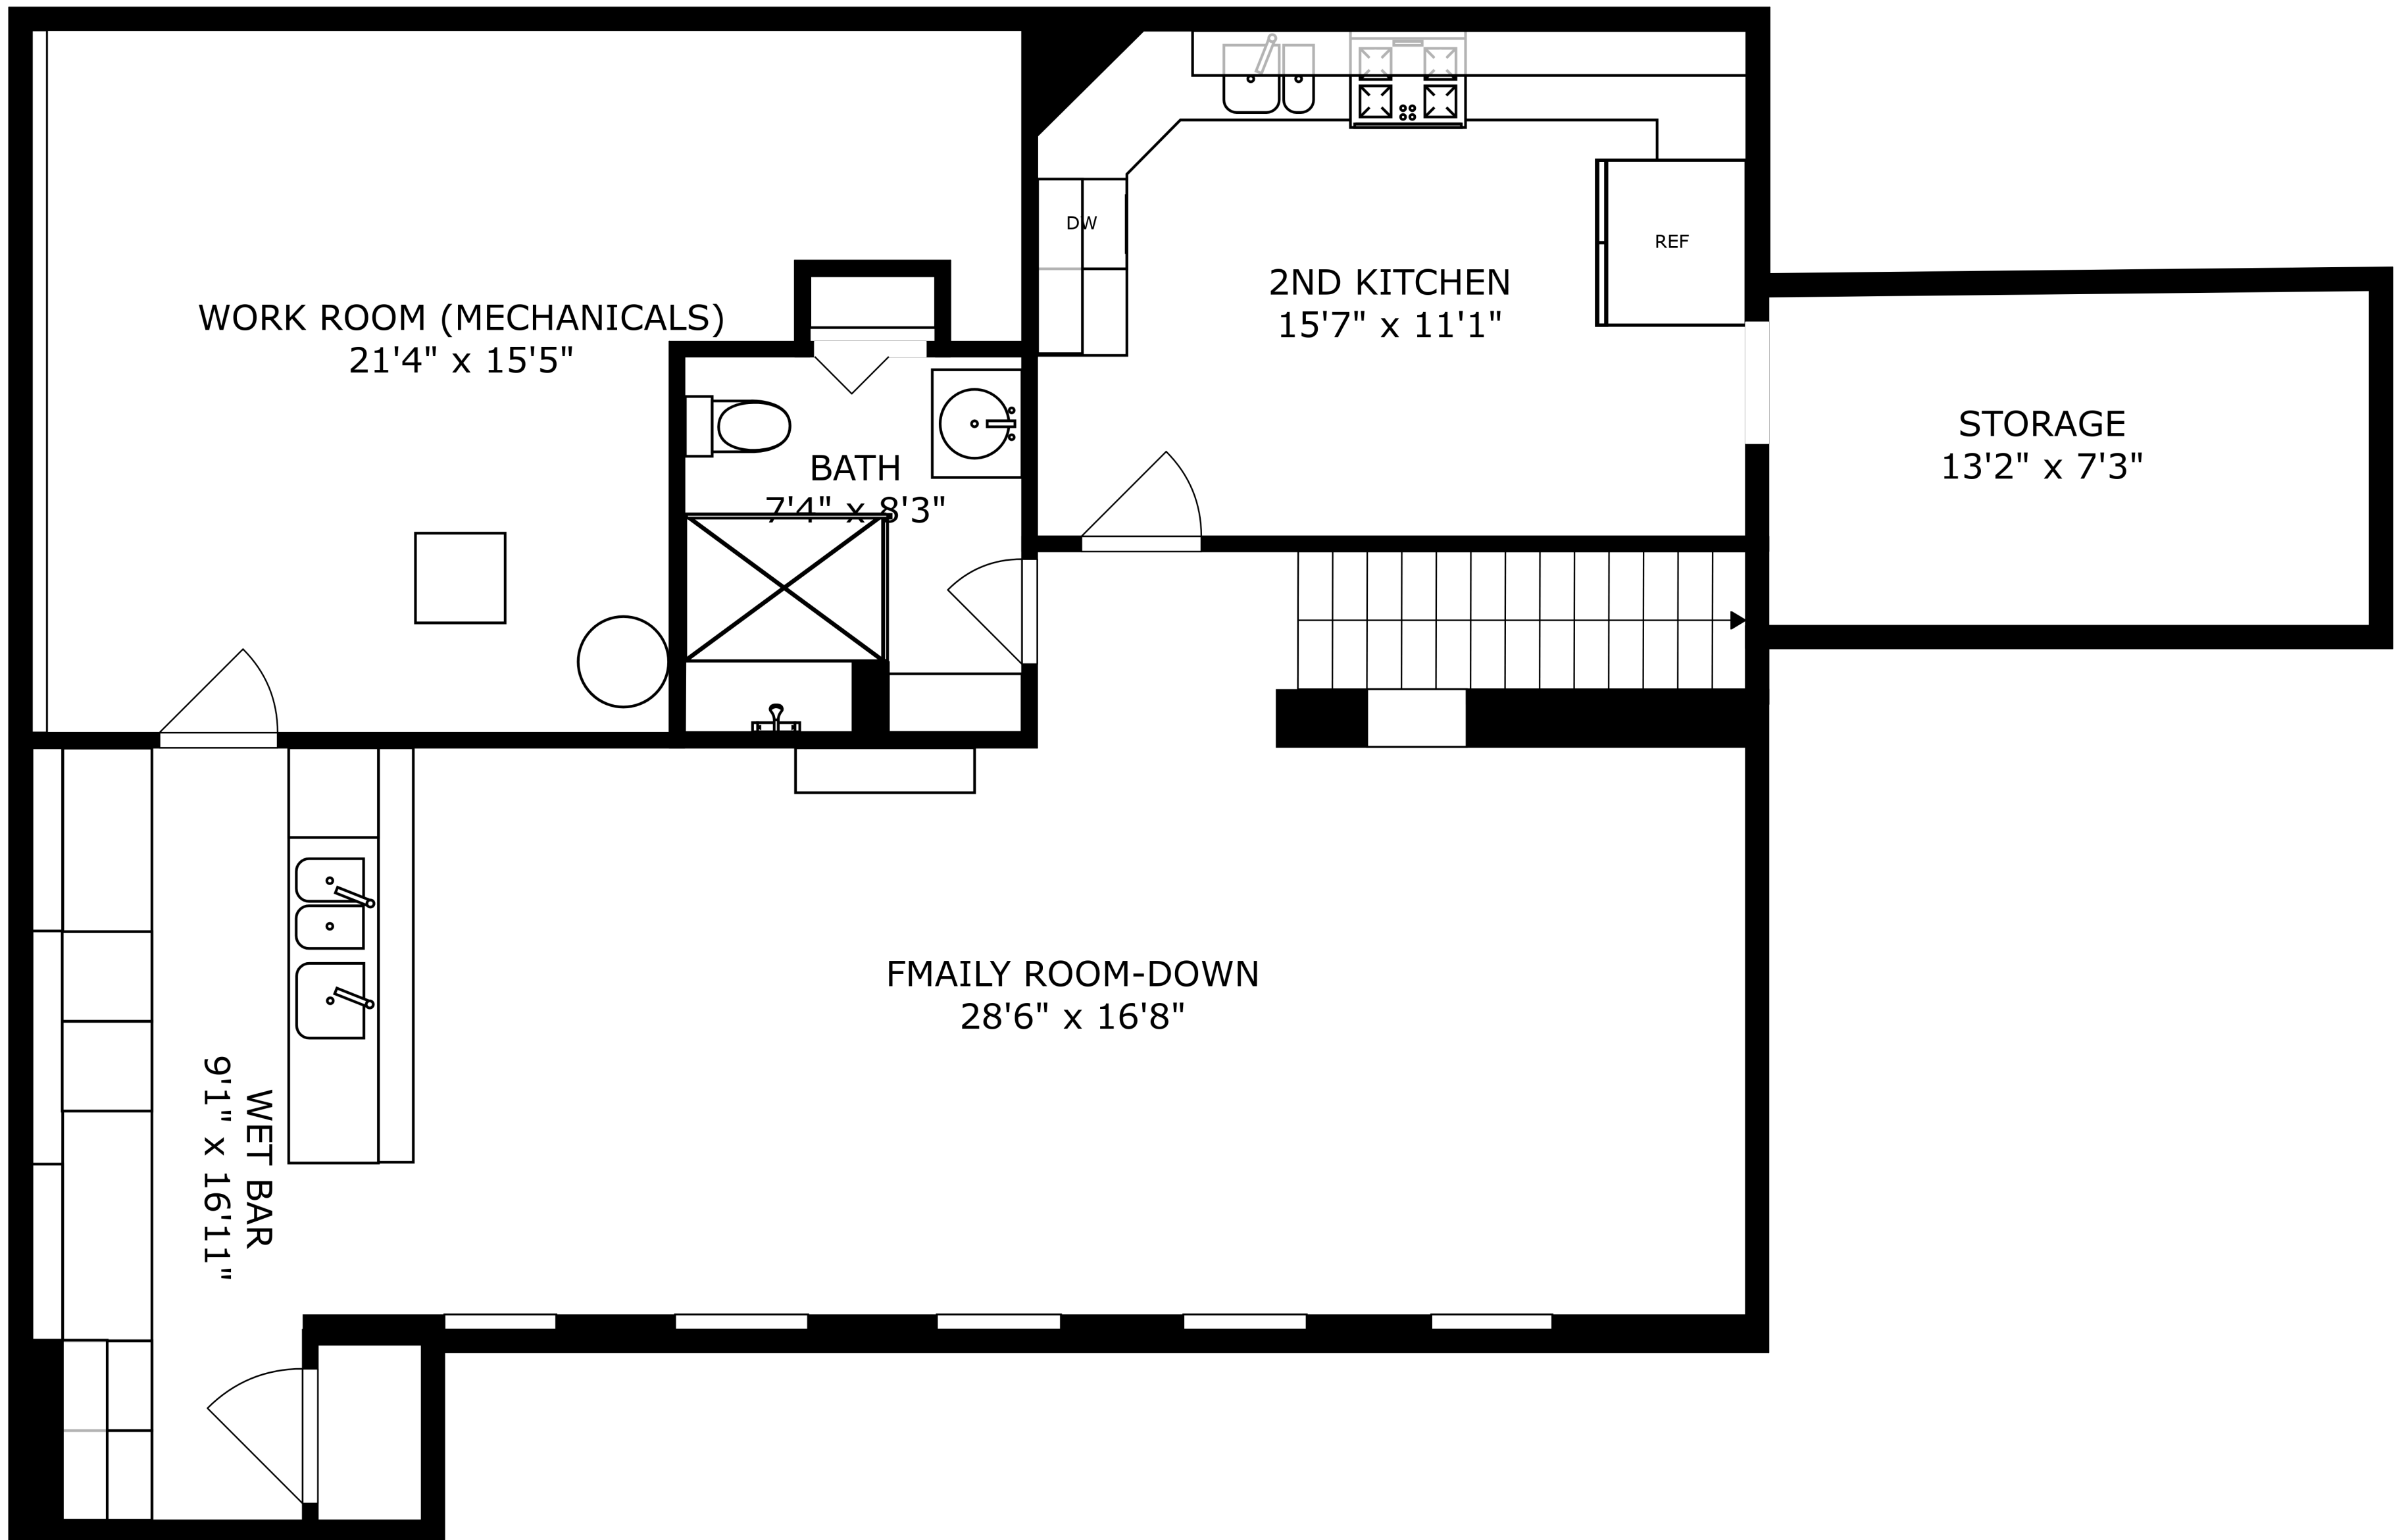 WORK ROOM (MECHANICALS)
21'4" x 15'5"
DW
REF
2ND KITCHEN
15'7" x 11'1"
STORAGE
13'2" x 7'3"
BATH
7'4" x 8'3"
FMAILY ROOM-DOWN
28'6" x 16'8"
WET BAR
9'1" x 16'11"